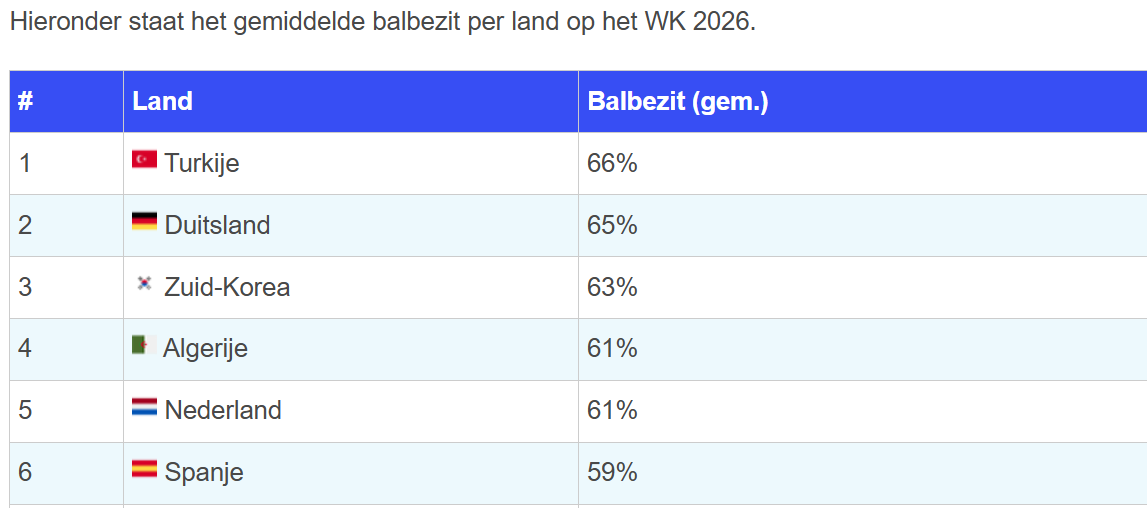 Hieronder staat het gemiddelde balbezit per land op het WK 2026.
# Land Balbezit (gem.)
1 Turkije 66%
2 Duitsland 65%
3 Zuid-Korea 63%
4 Algerije 61%
5 Nederland 61%
6 Spanje 59%